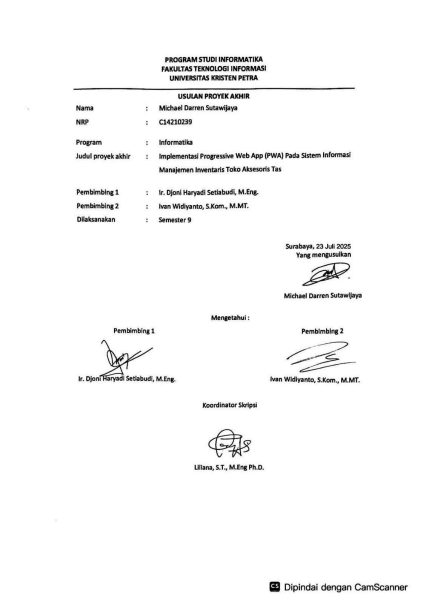 PROGRAM STUDI INFORMATIKA
FAKULTAS TEKNOLOGI INFORMASI
UNIVERSITAS KRISTEN PETRA
USULAN PROYEK AKHIR
Nama : Michael Darren Sutawijaya
NRP : C14210239
Program : Informatika
Judul proyek akhir : Implementasi Progressive Web App (PWA) Pada Sistem Informasi
Manajemen Inventaris Toko Aksesoris Tas
Pembimbing 1 : Ir. Djoni Haryadi Setiabudi, M.Eng.
Pembimbing 2 : Ivan Widiyanto, S.Kom., M.MT.
Dilaksanakan : Semester 9
Surabaya, 23 Juli 2025
Yang mengusulkan
Michael Darren Sutawijaya
Mengetahui :
Pembimbing 1 Pembimbing 2
Ir. Djoni Haryadi Setiabudi, M.Eng. Ivan Widiyanto, S.Kom., M.MT.
Koordinator Skripsi
Liliana, S.T., M.Eng Ph.D.
CS Dipindai dengan CamScanner